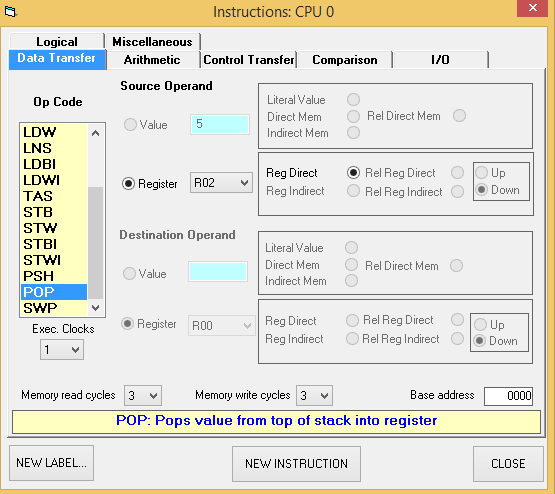 Instructions: CPU 0
Logical Miscellaneous
Data Transfer Arithmetic Control Transfer Comparison I/O
Op Code
LDW
LNS
LDBI
LDWI
TAS
STB
STW
STBI
STWI
PSH
POP
SWP
Exec. Clocks
1
Source Operand
Value 5
Literal Value
Direct Mem Rel Direct Mem
Indirect Mem
Register R02
Reg Direct Rel Reg Direct Up
Reg Indirect Rel Reg Indirect Down
Destination Operand
Value
Literal Value
Direct Mem Rel Direct Mem
Indirect Mem
Register R00
Reg Direct Rel Reg Direct Up
Reg Indirect Rel Reg Indirect Down
Memory read cycles 3 Memory write cycles 3 Base address 0000
POP: Pops value from top of stack into register
NEW LABEL... NEW INSTRUCTION CLOSE